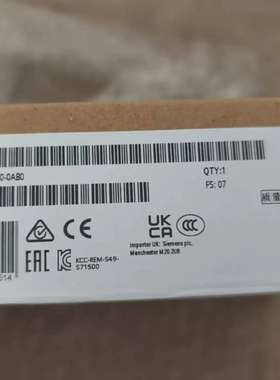 0-0AB0
QTY:1
FS: 07
CE
UK
CA
CCC
Importer UK: Siemens plc,
Manchester M20 2UR
EAC
KCC-REM-S49-
S71500